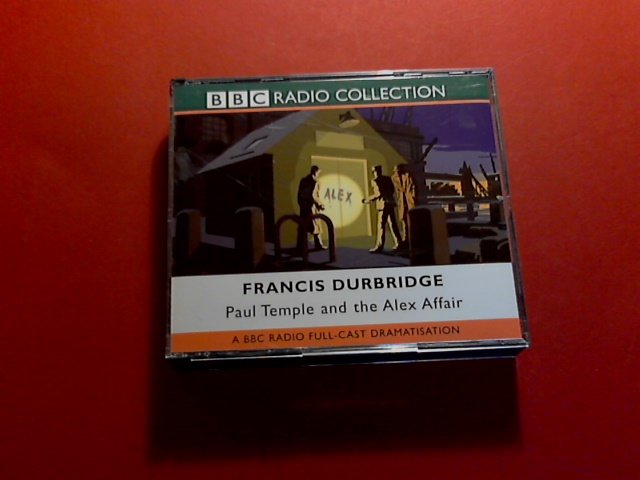 BBC RADIO COLLECTION
ALEX
FRANCIS DURBRIDGE
Paul Temple and the Alex Affair
A BBC RADIO FULL-CAST DRAMATISATION